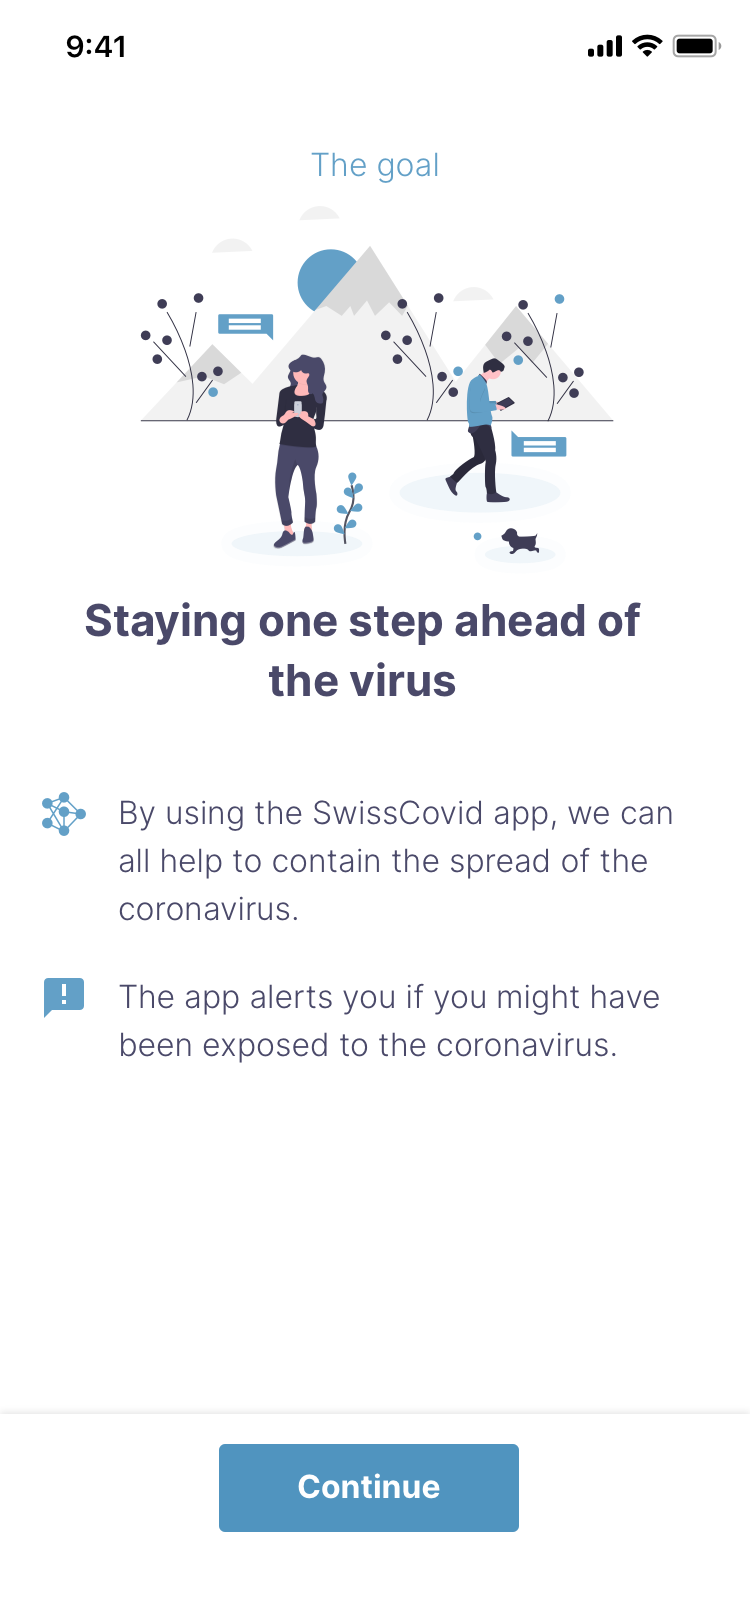 9:41
The goal
Staying one step ahead of
the virus
By using the SwissCovid app, we can
all help to contain the spread of the
coronavirus.
The app alerts you if you might have
been exposed to the coronavirus.
Continue